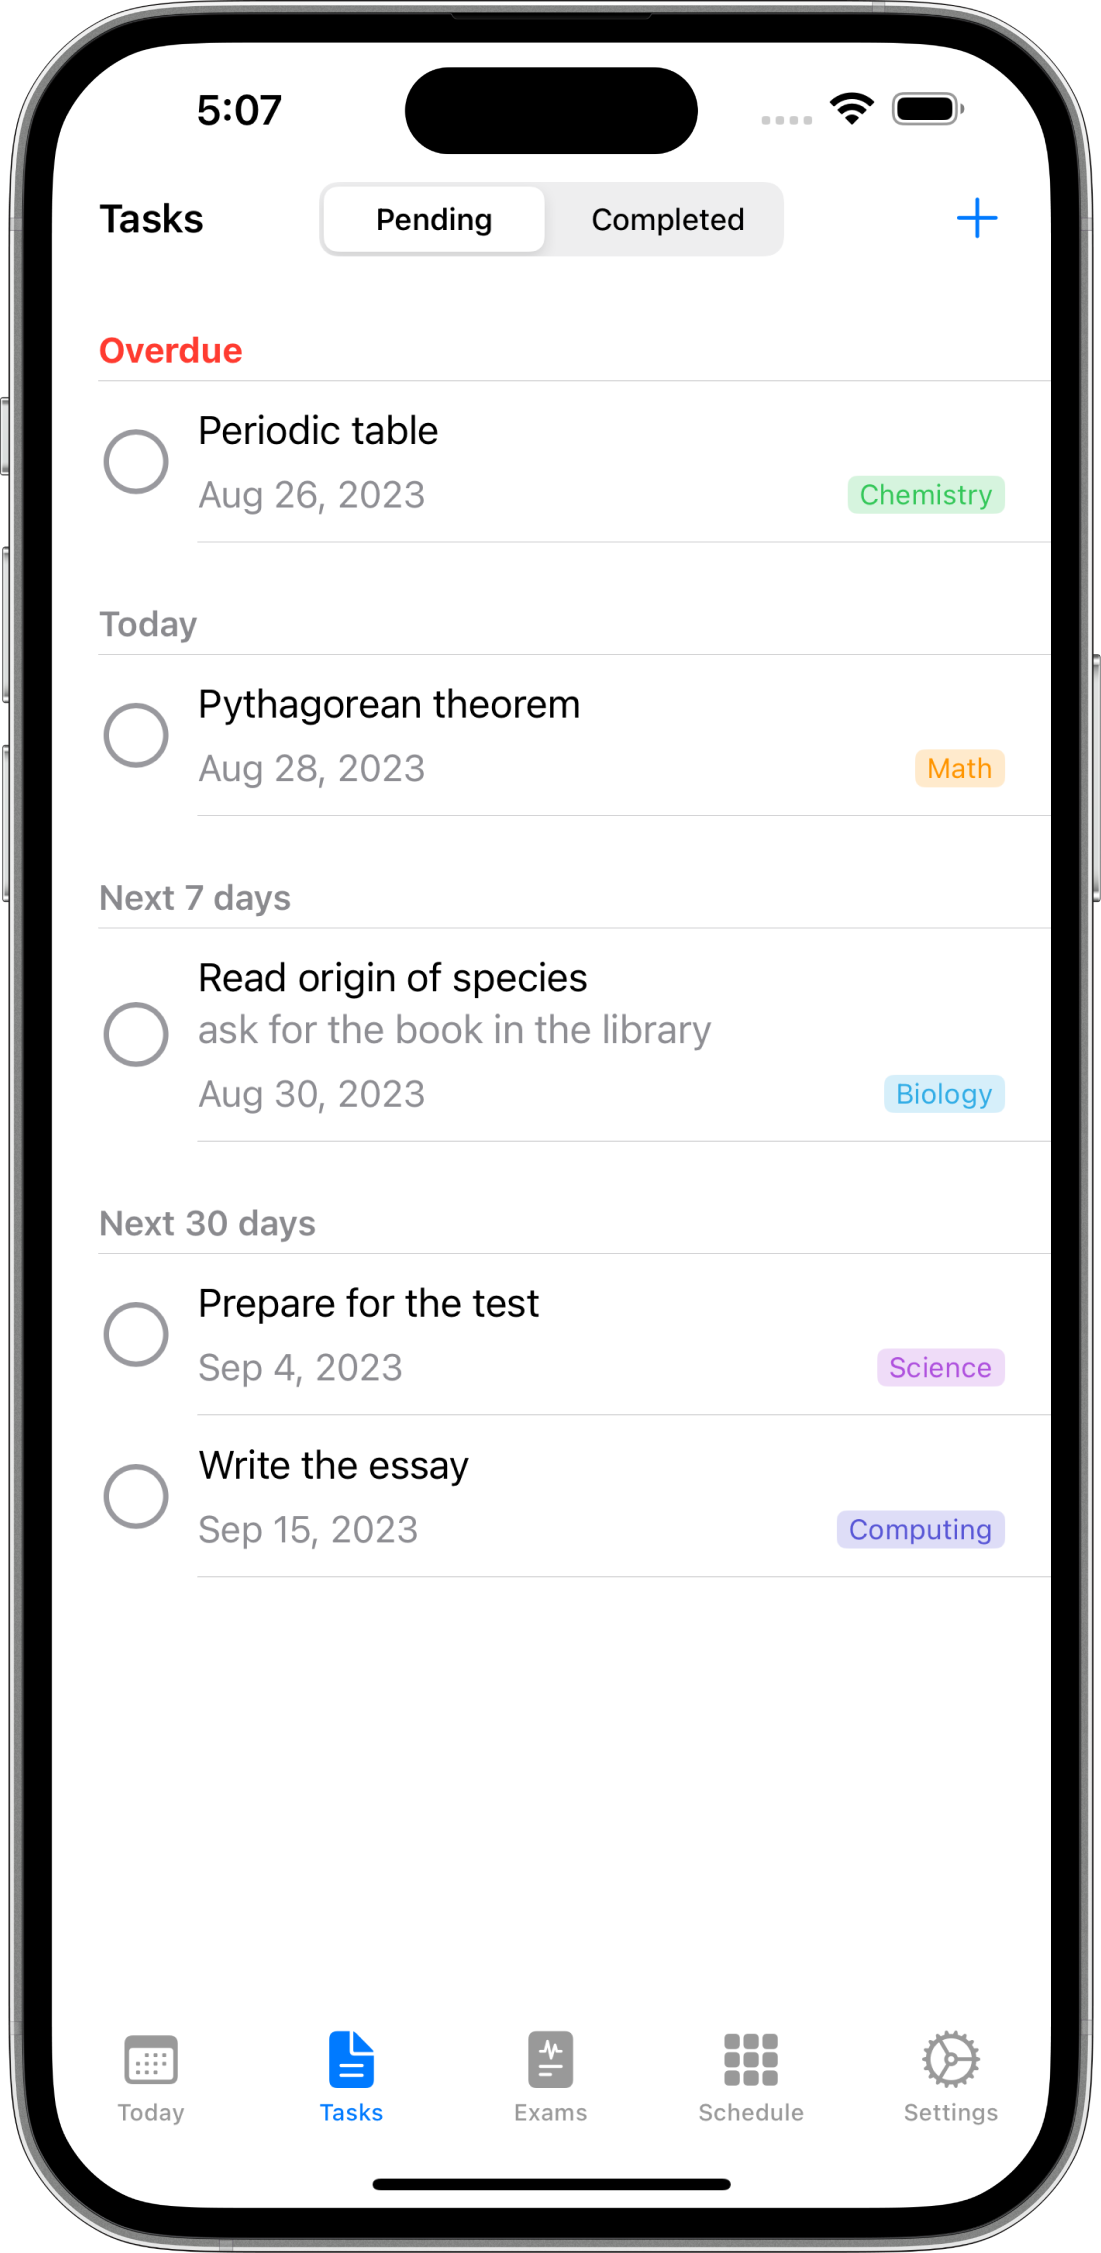 5:07
Tasks
Pending
Completed
Overdue
Periodic table
Aug 26, 2023
Chemistry
Today
Pythagorean theorem
Aug 28, 2023
Math
Next 7 days
Read origin of species
ask for the book in the library
Aug 30, 2023
Biology
Next 30 days
Prepare for the test
Sep 4, 2023
Science
Write the essay
Sep 15, 2023
Computing
Today
Tasks
Exams
Schedule
Settings